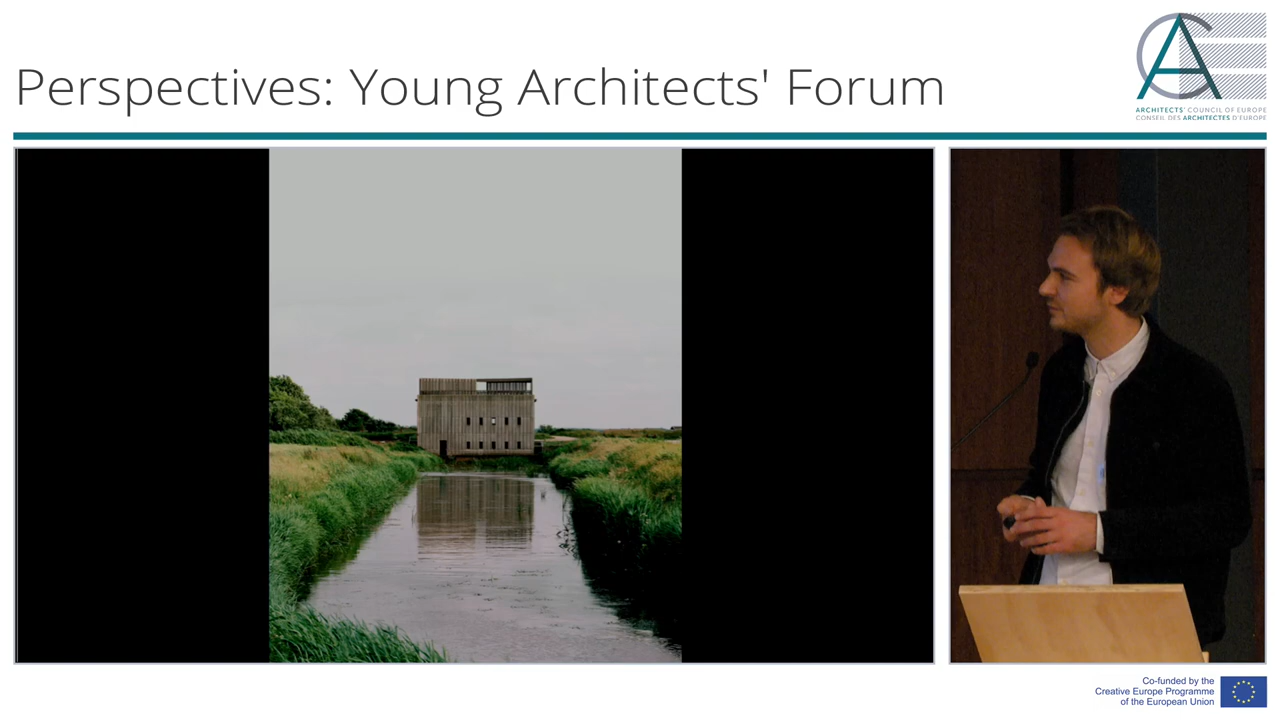 Perspectives: Young Architects' Forum
ARCHITECTS' COUNCIL OF EUROPE
CONSEIL DES ARCHITECTES D'EUROPE
Co-funded by the
Creative Europe Programme
of the European Union